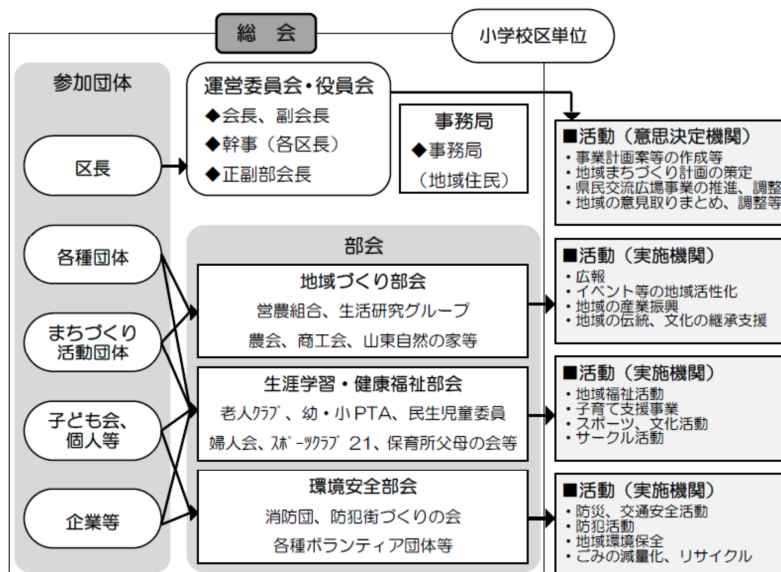 総　会
小学校区単位
参加団体
区長
各種団体
まちづくり
活動団体
子ども会、
個人等
企業等
運営委員会・役員会
◆会長、副会長
◆幹事（各区長）
◆正副部会長
事務局
◆事務局
（地域住民）
部会
地域づくり部会
営農組合、生活研究グループ
農会、商工会、山東自然の家等
生涯学習・健康福祉部会
老人ｸﾗﾌﾞ、幼・小PTA、民生児童委員
婦人会、ｽﾎﾟｰﾂｸﾗﾌﾞ 21、保育所父母の会等
環境安全部会
消防団、防犯街づくりの会
各種ボランティア団体等
■活動（意思決定機関）
・事業計画案等の作成等
・地域まちづくり計画の策定
・県民交流広場事業の推進、調整
・地域の意見取りまとめ、調整等
■活動（実施機関）
・広報
・イベント等の地域活性化
・地域の産業振興
・地域の伝統、文化の継承支援
■活動（実施機関）
・地域福祉活動
・子育て支援事業
・スポーツ、文化活動
・サークル活動
■活動（実施機関）
・防災、交通安全活動
・防犯活動
・地域環境保全
・ごみの減量化、リサイクル